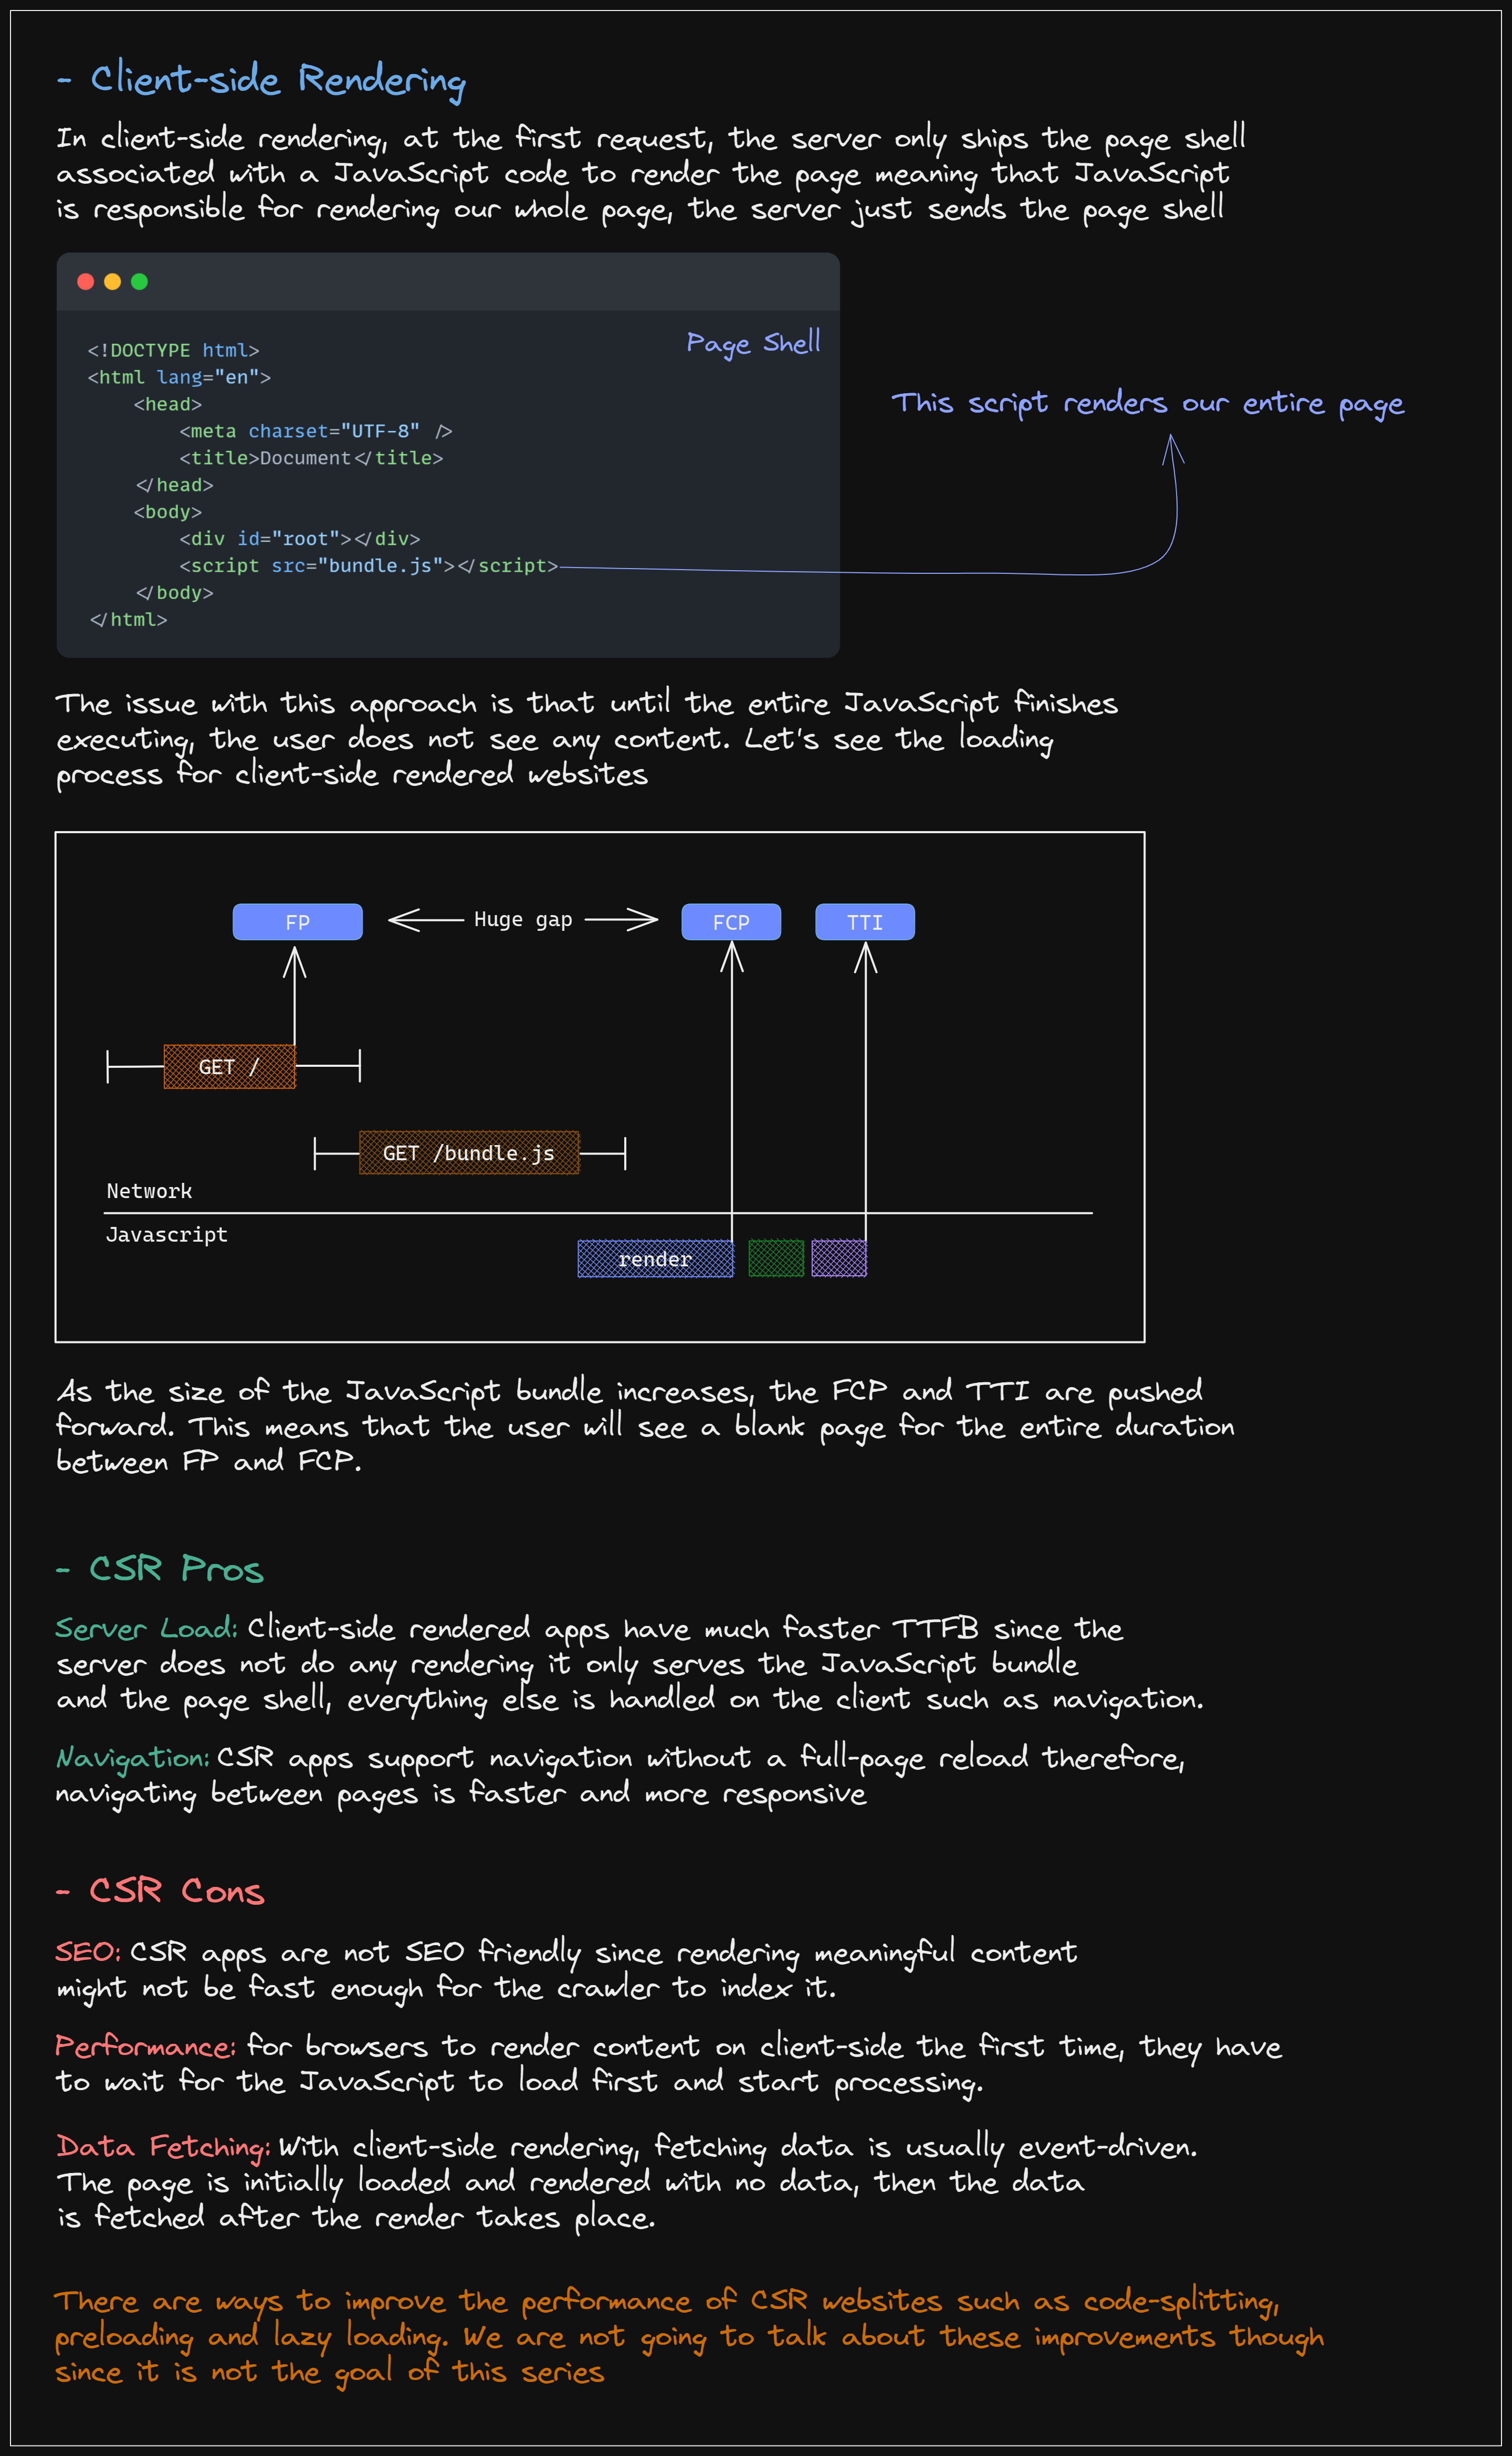 - Client-side Rendering
In client-side rendering, at the first request, the server only ships the page shell
associated with a JavaScript code to render the page meaning that JavaScript
is responsible for rendering our whole page, the server just sends the page shell
Page Shell
<!DOCTYPE html>
<html lang="en">
    <head>
        <meta charset="UTF-8" />
        <title>Document</title>
    </head>
    <body>
        <div id="root"></div>
        <script src="bundle.js"></script>
    </body>
</html>
This script renders our entire page
The issue with this approach is that until the entire JavaScript finishes
executing, the user does not see any content. Let's see the loading
process for client-side rendered websites
FP
Huge gap
FCP
TTI
GET /
GET /bundle.js
Network
Javascript
render
As the size of the JavaScript bundle increases, the FCP and TTI are pushed
forward. This means that the user will see a blank page for the entire duration
between FP and FCP.
- CSR Pros
Server Load: Client-side rendered apps have much faster TTFB since the
server does not do any rendering it only serves the JavaScript bundle
and the page shell, everything else is handled on the client such as navigation.
Navigation: CSR apps support navigation without a full-page reload therefore,
navigating between pages is faster and more responsive
- CSR Cons
SEO: CSR apps are not SEO friendly since rendering meaningful content
might not be fast enough for the crawler to index it.
Performance: for browsers to render content on client-side the first time, they have
to wait for the JavaScript to load first and start processing.
Data Fetching: With client-side rendering, fetching data is usually event-driven.
The page is initially loaded and rendered with no data, then the data
is fetched after the render takes place.
There are ways to improve the performance of CSR websites such as code-splitting,
preloading and lazy loading. We are not going to talk about these improvements though
since it is not the goal of this series